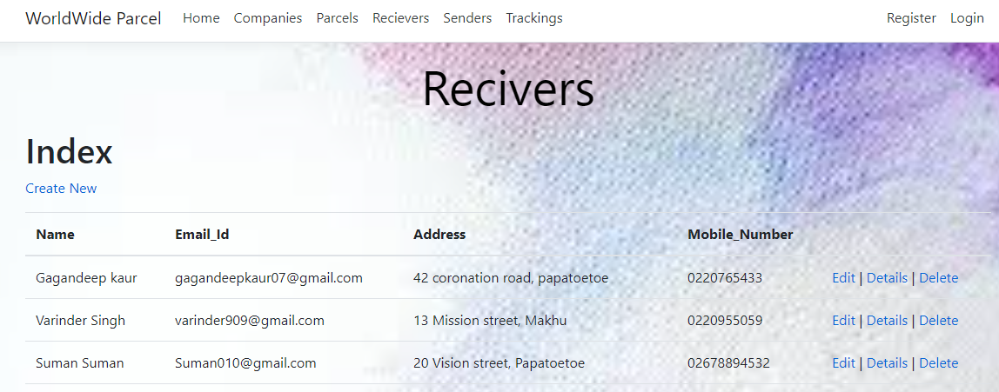 WorldWide Parcel Home Companies Parcels Recievers Senders Trackings Register Login
Recivers
Index
Create New
Name Email_Id Address Mobile_Number
Gagandeep kaur gagandeepkaur07@gmail.com 42 coronation road, papatoetoe 0220765433 Edit | Details | Delete
Varinder Singh varinder909@gmail.com 13 Mission street, Makhu 0220955059 Edit | Details | Delete
Suman Suman Suman010@gmail.com 20 Vision street, Papatoetoe 02678894532 Edit | Details | Delete